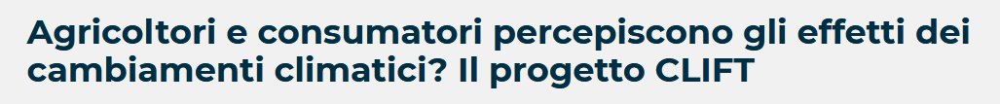 Agricoltori e consumatori percepiscono gli effetti dei
cambiamenti climatici? Il progetto CLIFT